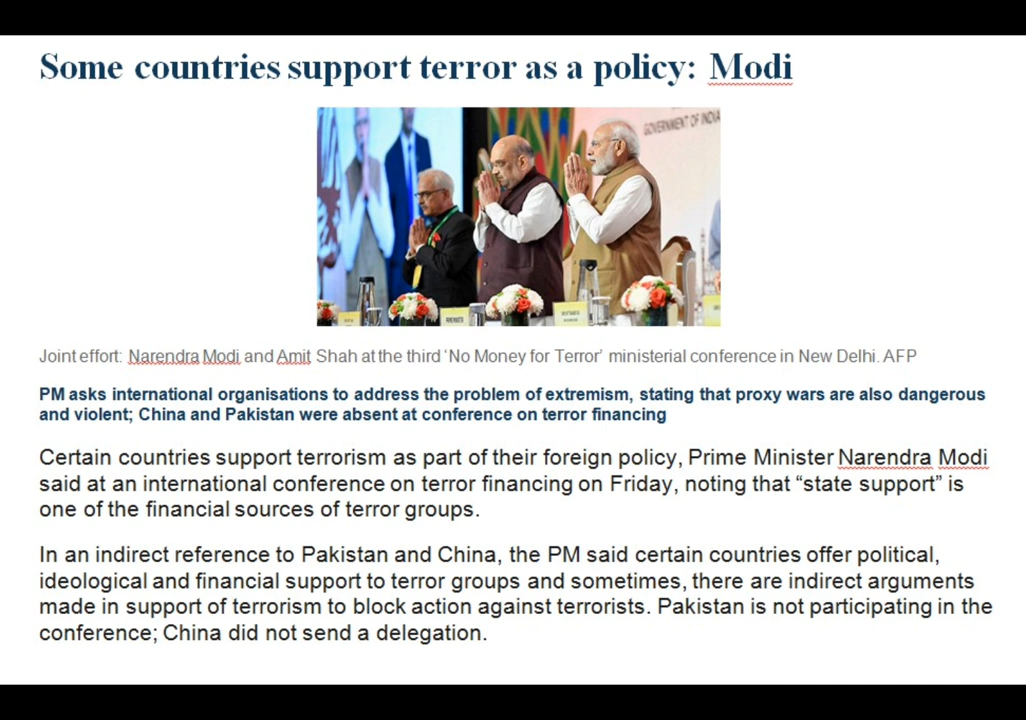 Some countries support terror as a policy: Modi
GOVERNMENT OF INDIA
Joint effort: Narendra Modi and Amit Shah at the third ‘No Money for Terror’ ministerial conference in New Delhi. AFP
PM asks international organisations to address the problem of extremism, stating that proxy wars are also dangerous
and violent; China and Pakistan were absent at conference on terror financing
Certain countries support terrorism as part of their foreign policy, Prime Minister Narendra Modi
said at an international conference on terror financing on Friday, noting that “state support” is
one of the financial sources of terror groups.
In an indirect reference to Pakistan and China, the PM said certain countries offer political,
ideological and financial support to terror groups and sometimes, there are indirect arguments
made in support of terrorism to block action against terrorists. Pakistan is not participating in the
conference; China did not send a delegation.